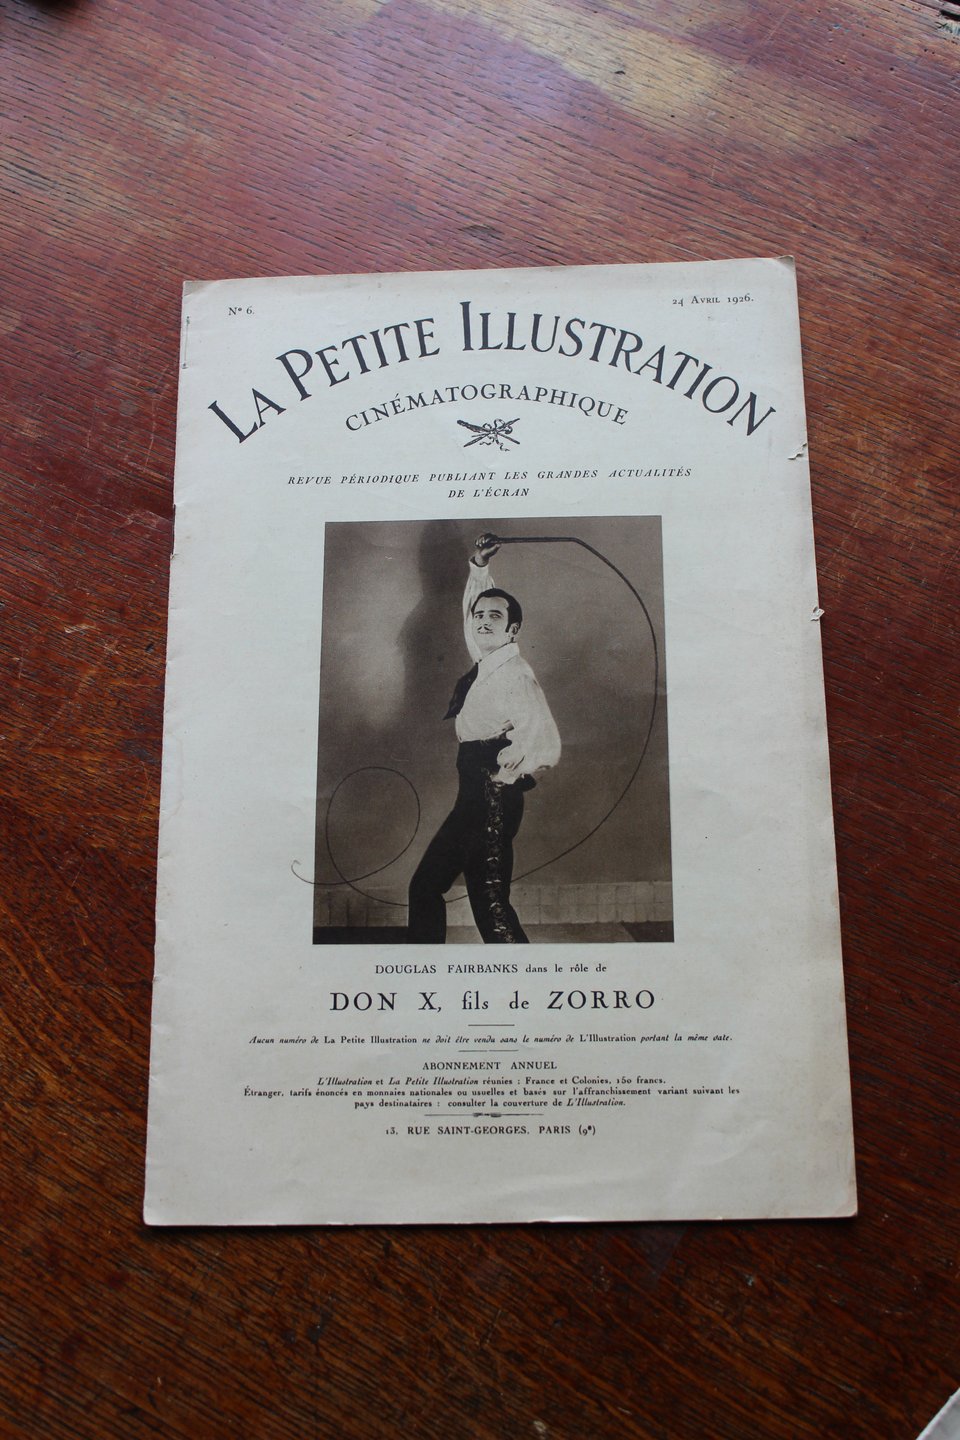 Nº 6.
24 Avril 1926.
LA PETITE ILLUSTRATION
CINÉMATOGRAPHIQUE
REVUE PÉRIODIQUE PUBLIANT LES GRANDES ACTUALITÉS
DE L'ÉCRAN
DOUGLAS FAIRBANKS dans le rôle de
DON X, fils de ZORRO
Aucun numéro de La Petite Illustration ne doit être vendu sans le numéro de L'Illustration portant la même date.
ABONNEMENT ANNUEL
L'Illustration et La Petite Illustration réunies : France et Colonies, 150 francs.
Étranger, tarifs énoncés en monnaies nationales ou usuelles et basés sur l'affranchissement variant suivant les
pays destinataires : consulter la couverture de L'Illustration.
13, RUE SAINT-GEORGES, PARIS (9ᵉ)